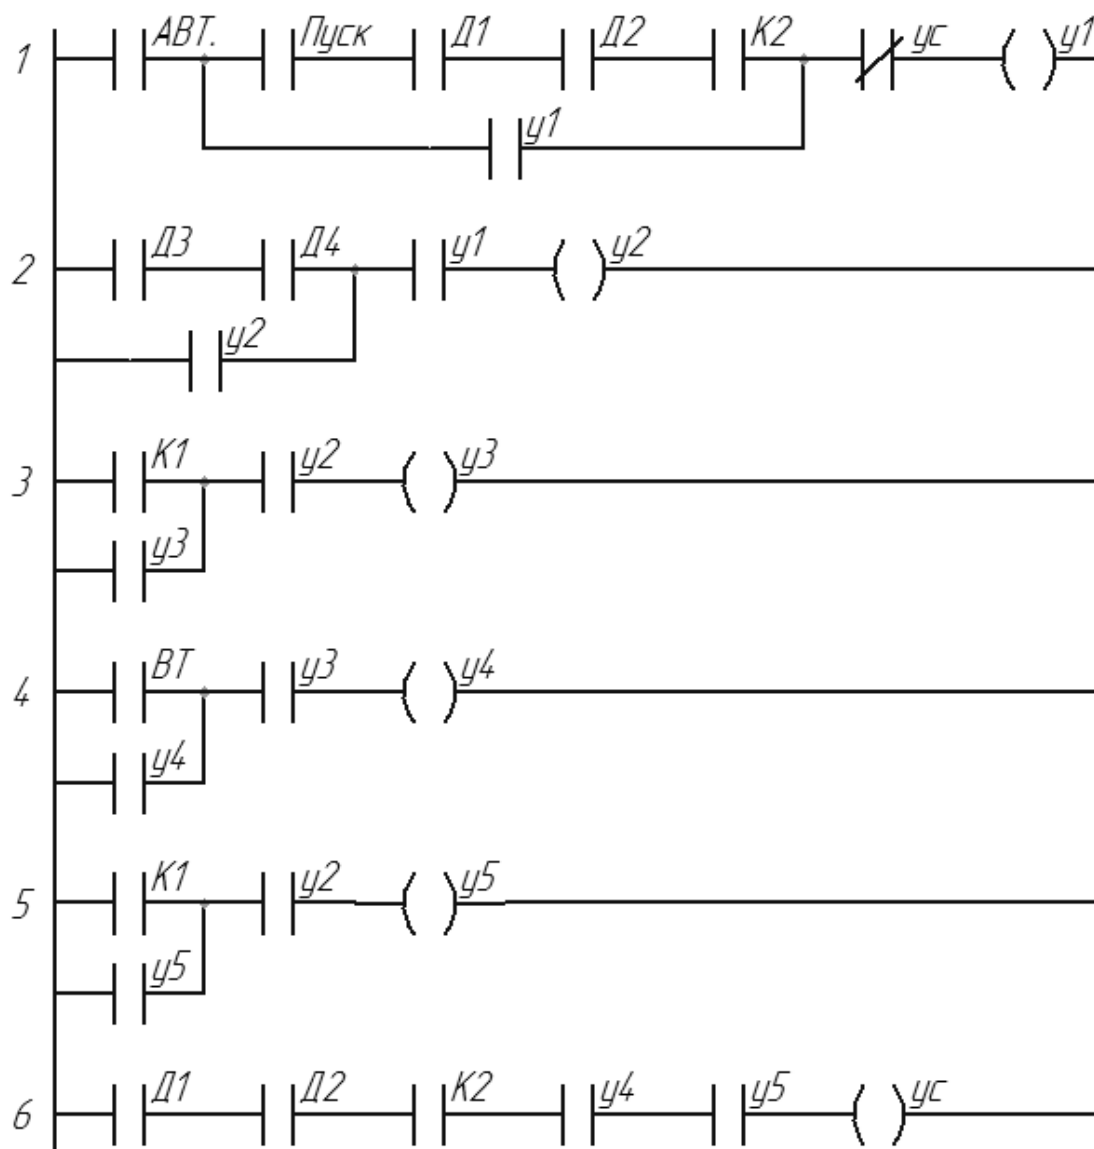 1 АВТ. Пуск Д1 Д2 К2 ус у1
у1
2 Д3 Д4 у1 у2
у2
3 К1 у2 у3
у3
4 ВТ у3 у4
у4
5 К1 у2 у5
у5
6 Д1 Д2 К2 у4 у5 ус